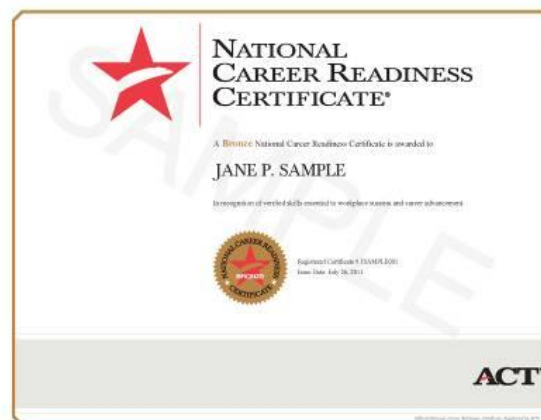 NATIONAL
CAREER READINESS
CERTIFICATE®
A Bronze National Career Readiness Certificate is awarded to
JANE P. SAMPLE
In recognition of verified skills essential to workplace success and career advancement
NATIONAL CAREER READINESS
BRONZE
CERTIFICATE
Registered Certificate #
Issue Date: July 26, 2011
SAMPLE
ACT